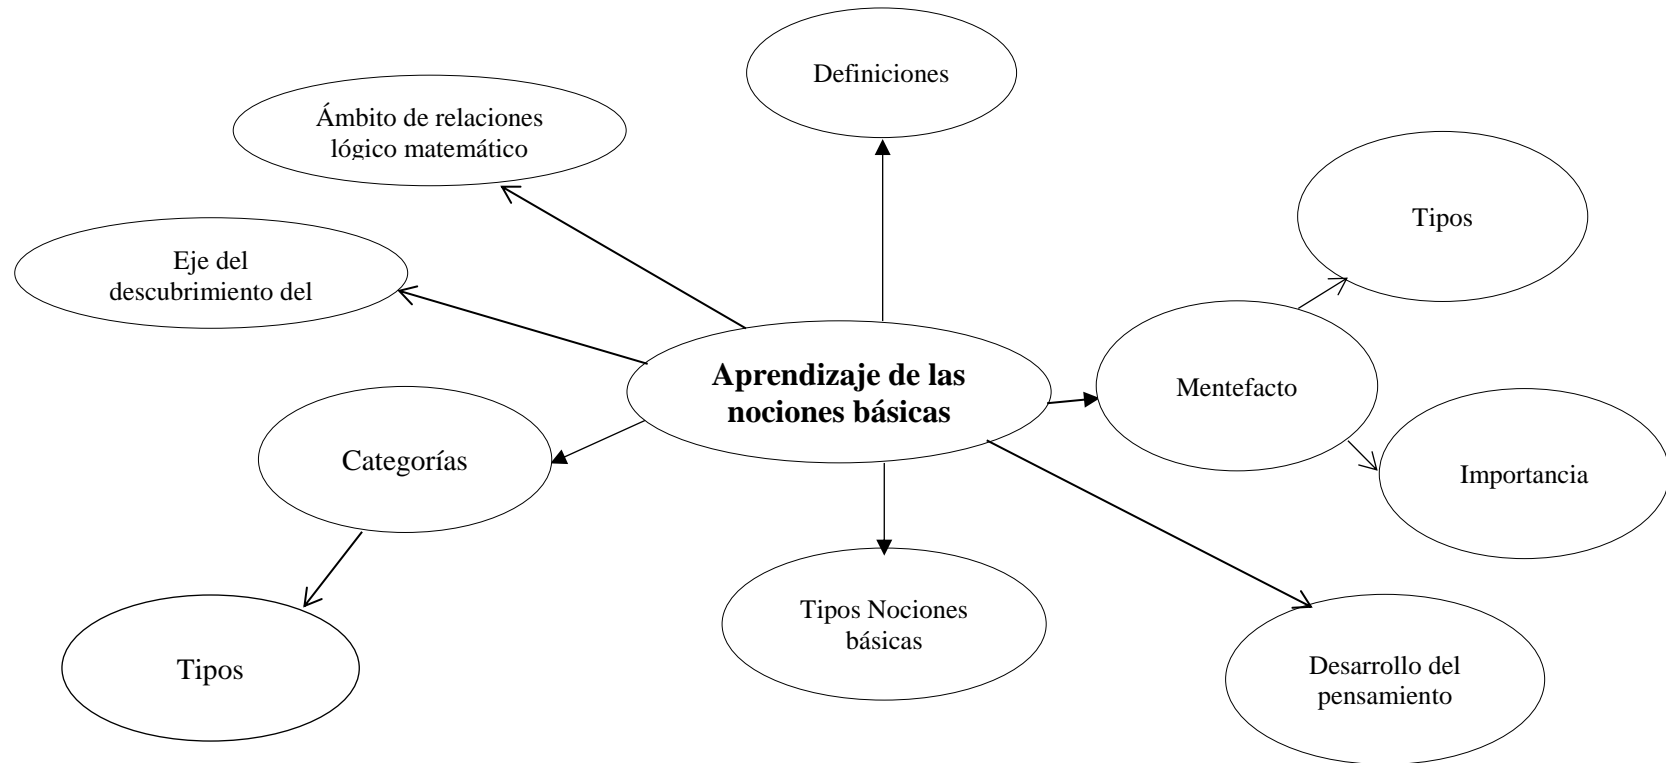 Definiciones
Ámbito de relaciones
lógico matemático
Tipos
Eje del
descubrimiento del
Aprendizaje de las
nociones básicas
Mentefacto
Categorías
Importancia
Tipos Nociones
básicas
Tipos
Desarrollo del
pensamiento